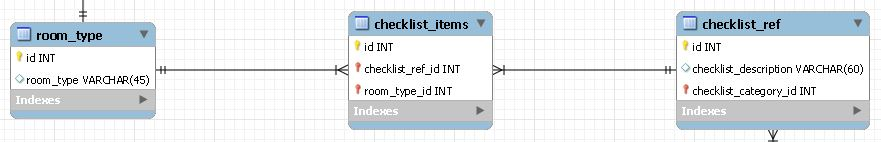 room_type
id INT
room_type VARCHAR(45)
Indexes
checklist_items
id INT
checklist_ref_id INT
room_type_id INT
Indexes
checklist_ref
id INT
checklist_description VARCHAR(60)
checklist_category_id INT
Indexes